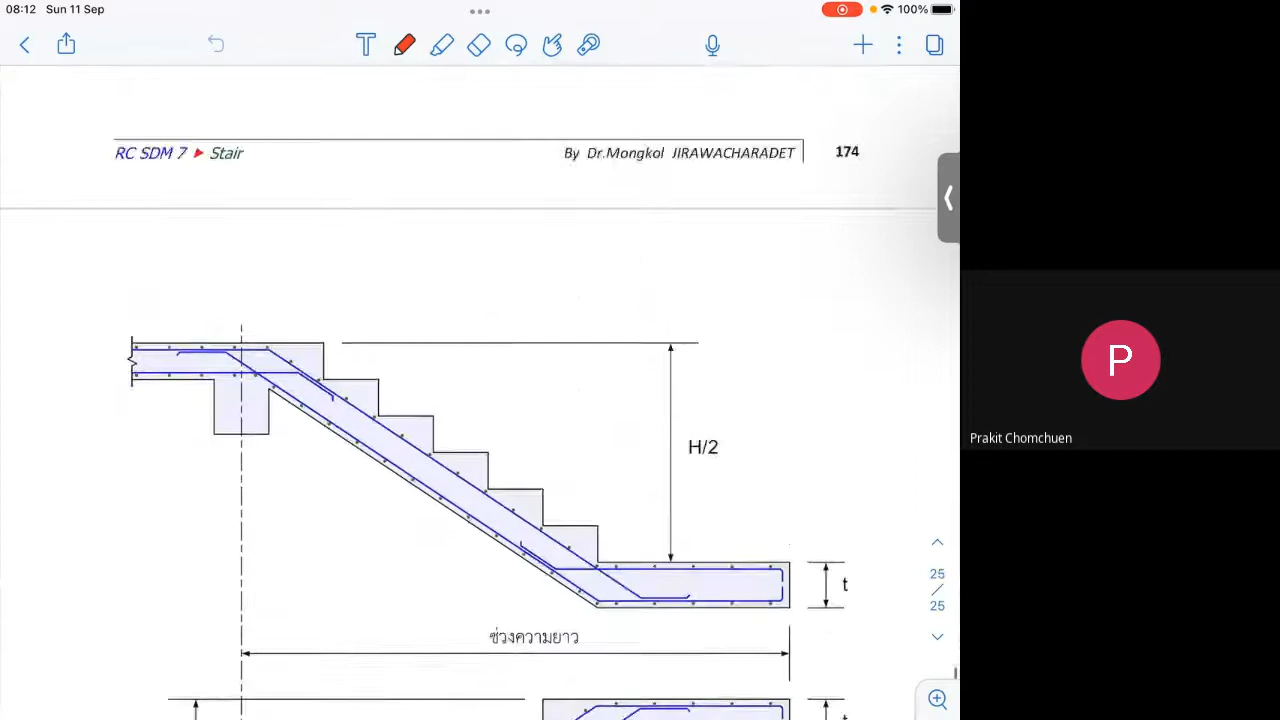 08:12 Sun 11 Sep
100%
RC SDM 7 ► Stair
By Dr.Mongkol JIRAWACHARADET
174
H/2
t
25
25
ช่วงความยาว
P
Prakit Chomchuen